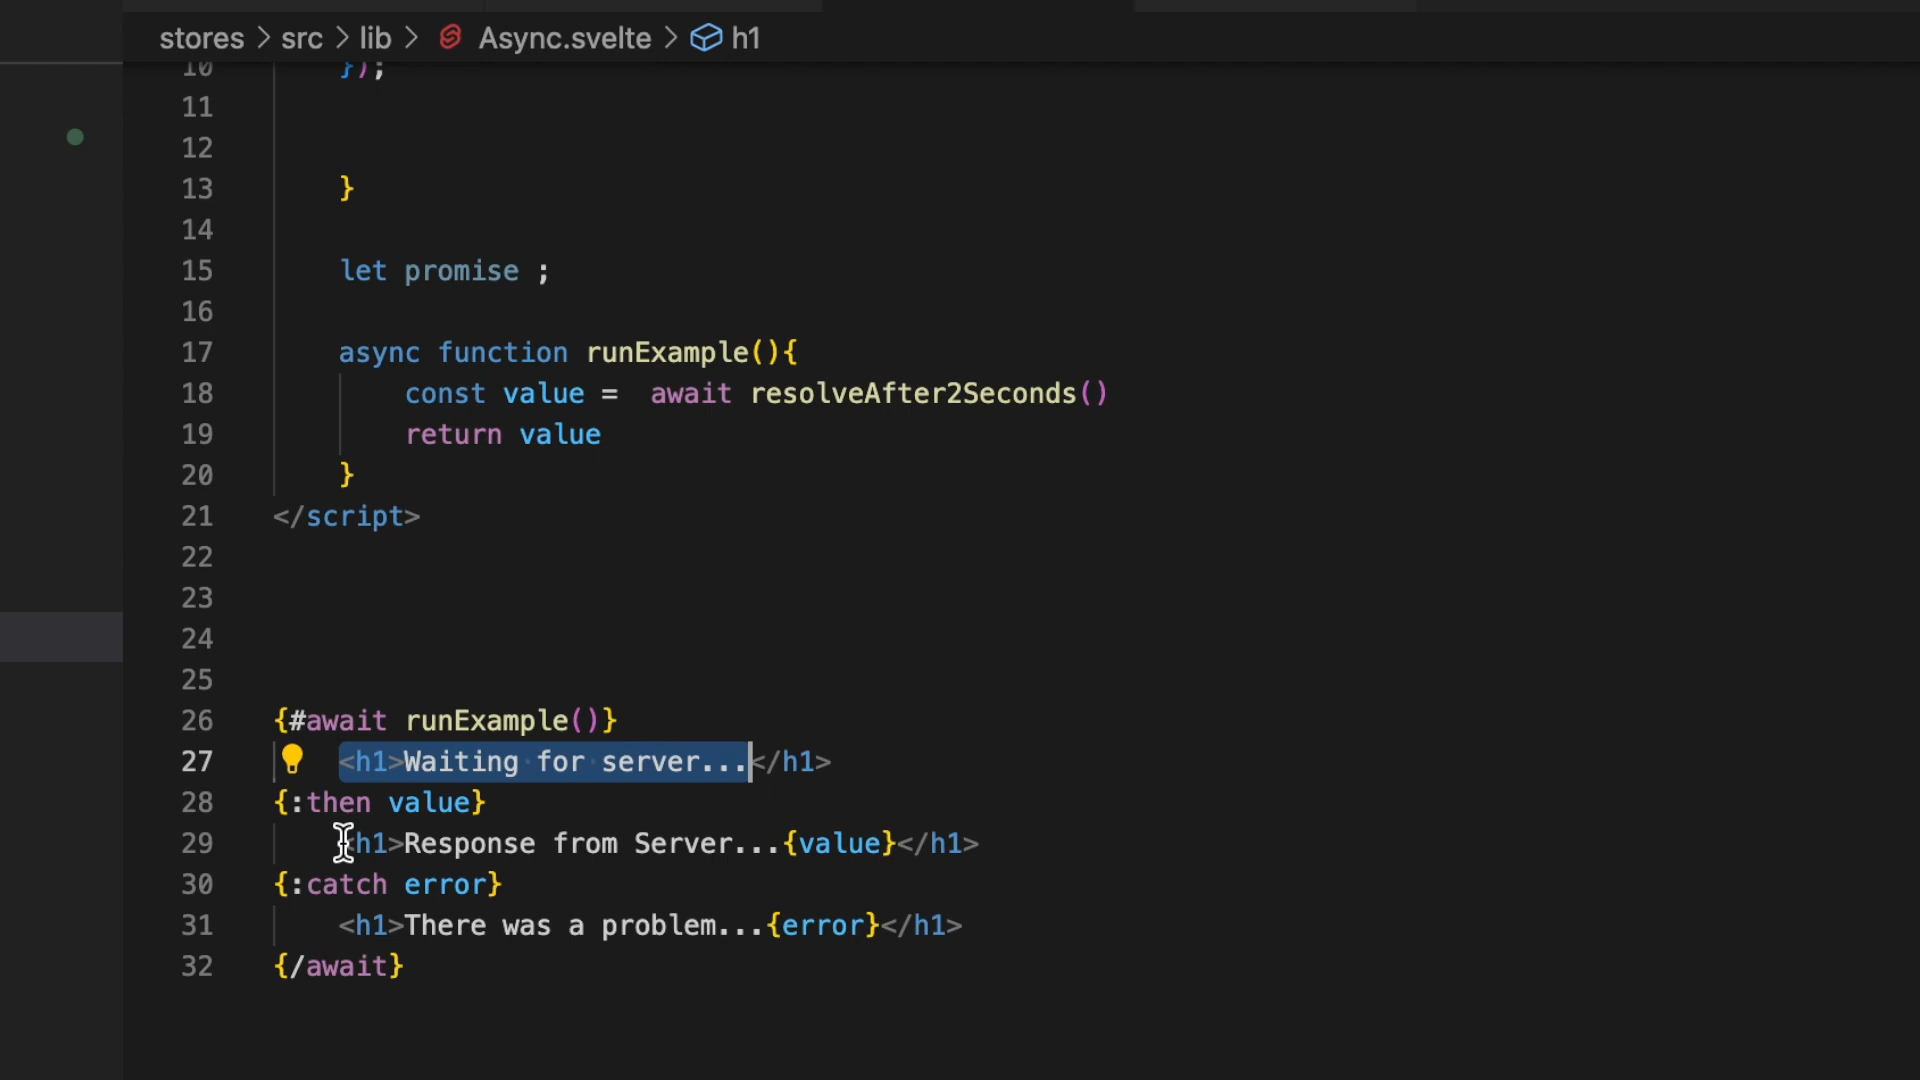 stores > src > lib > Async.svelte > h1
10 });
11
12
13 }
14
15 let promise ;
16
17 async function runExample(){
18 const value =  await resolveAfter2Seconds()
19 return value
20 }
21 </script>
22
23
24
25
26 {#await runExample()}
27 <h1>Waiting for server...</h1>
28 {:then value}
29 <h1>Response from Server...{value}</h1>
30 {:catch error}
31 <h1>There was a problem...{error}</h1>
32 {/await}